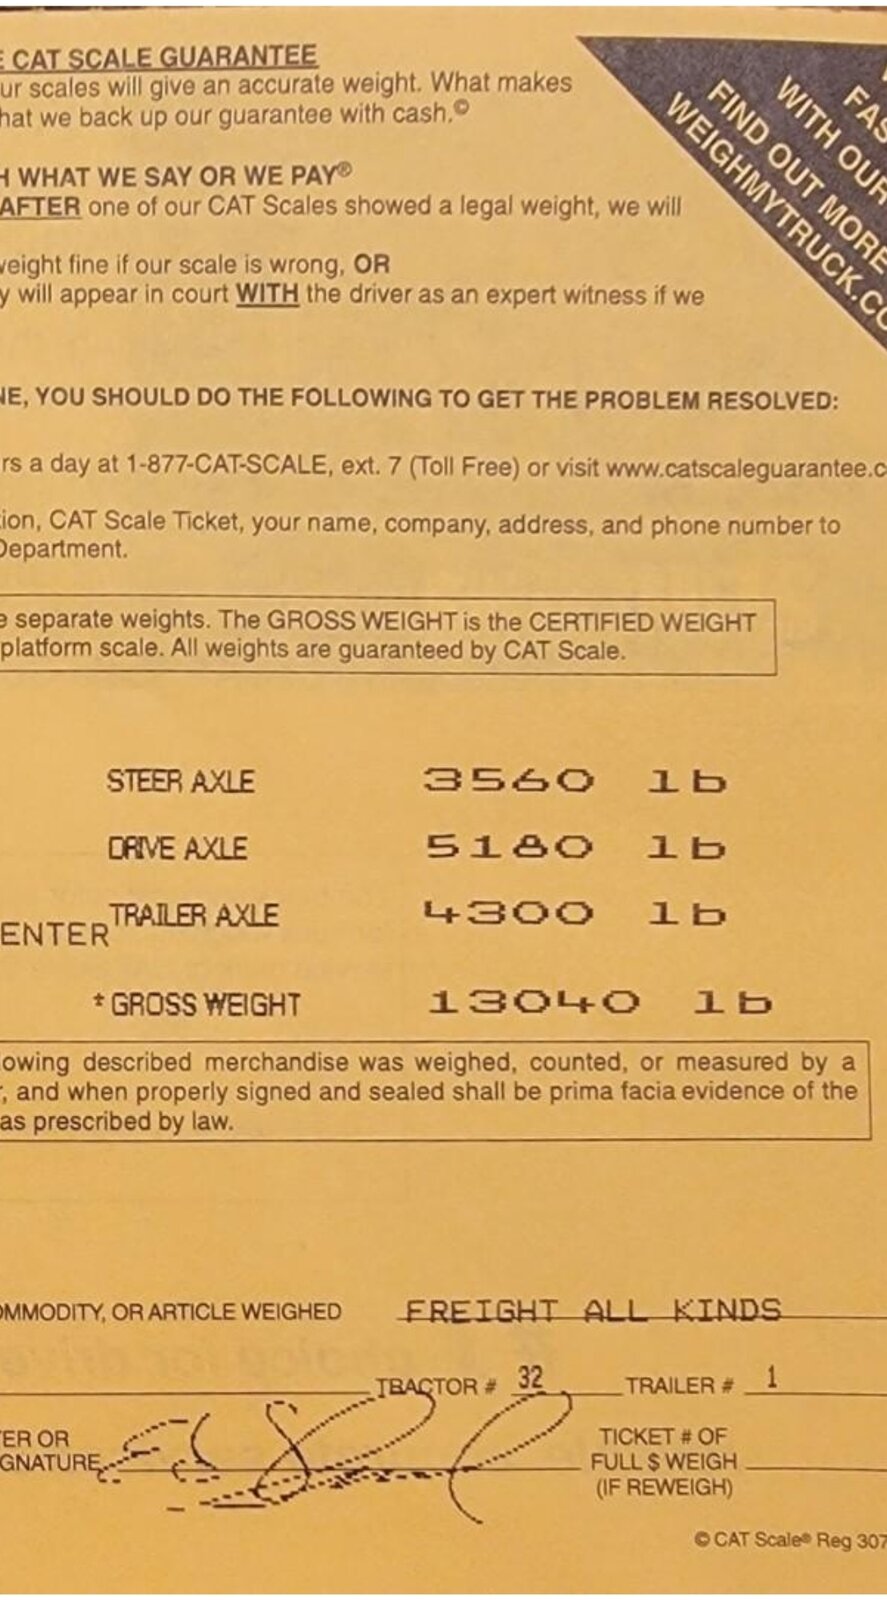 E CAT SCALE GUARANTEE
ur scales will give an accurate weight. What makes
hat we back up our guarantee with cash.©
H WHAT WE SAY OR WE PAY®
AFTER one of our CAT Scales showed a legal weight, we will
weight fine if our scale is wrong, OR
y will appear in court WITH the driver as an expert witness if we
FAS
WITH OUR
FIND OUT MORE
WEIGHMYTRUCK.CO
NE, YOU SHOULD DO THE FOLLOWING TO GET THE PROBLEM RESOLVED:
rs a day at 1-877-CAT-SCALE, ext. 7 (Toll Free) or visit www.catscaleguarantee.c
ion, CAT Scale Ticket, your name, company, address, and phone number to
Department.
e separate weights. The GROSS WEIGHT is the CERTIFIED WEIGHT
platform scale. All weights are guaranteed by CAT Scale.
STEER AXLE 3560 lb
DRIVE AXLE 5180 lb
TRAILER AXLE 4300 lb
ENTER
* GROSS WEIGHT 13040 lb
owing described merchandise was weighed, counted, or measured by a
r, and when properly signed and sealed shall be prima facia evidence of the
as prescribed by law.
OMMODITY, OR ARTICLE WEIGHED FREIGHT ALL KINDS
TRACTOR # 32 TRAILER # 1
ER OR
GNATURE
TICKET # OF
FULL $ WEIGH
(IF REWEIGH)
© CAT Scale® Reg 307